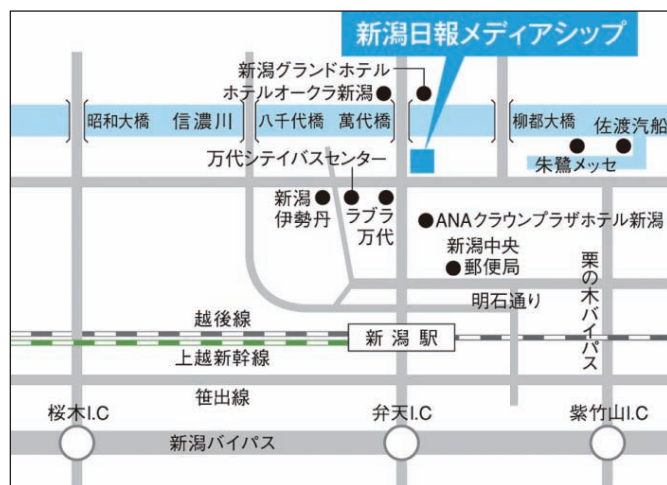 新潟日報メディアシップ
新潟グランドホテル
ホテルオークラ新潟
昭和大橋
信濃川
八千代橋
萬代橋
柳都大橋
佐渡汽船
朱鷺メッセ
万代シテイバスセンター
新潟
伊勢丹
ラブラ
万代
ANAクラウンプラザホテル新潟
新潟中央
郵便局
明石通り
栗の木バイパス
越後線
新潟駅
上越新幹線
笹出線
桜木I.C
弁天I.C
紫竹山I.C
新潟バイパス